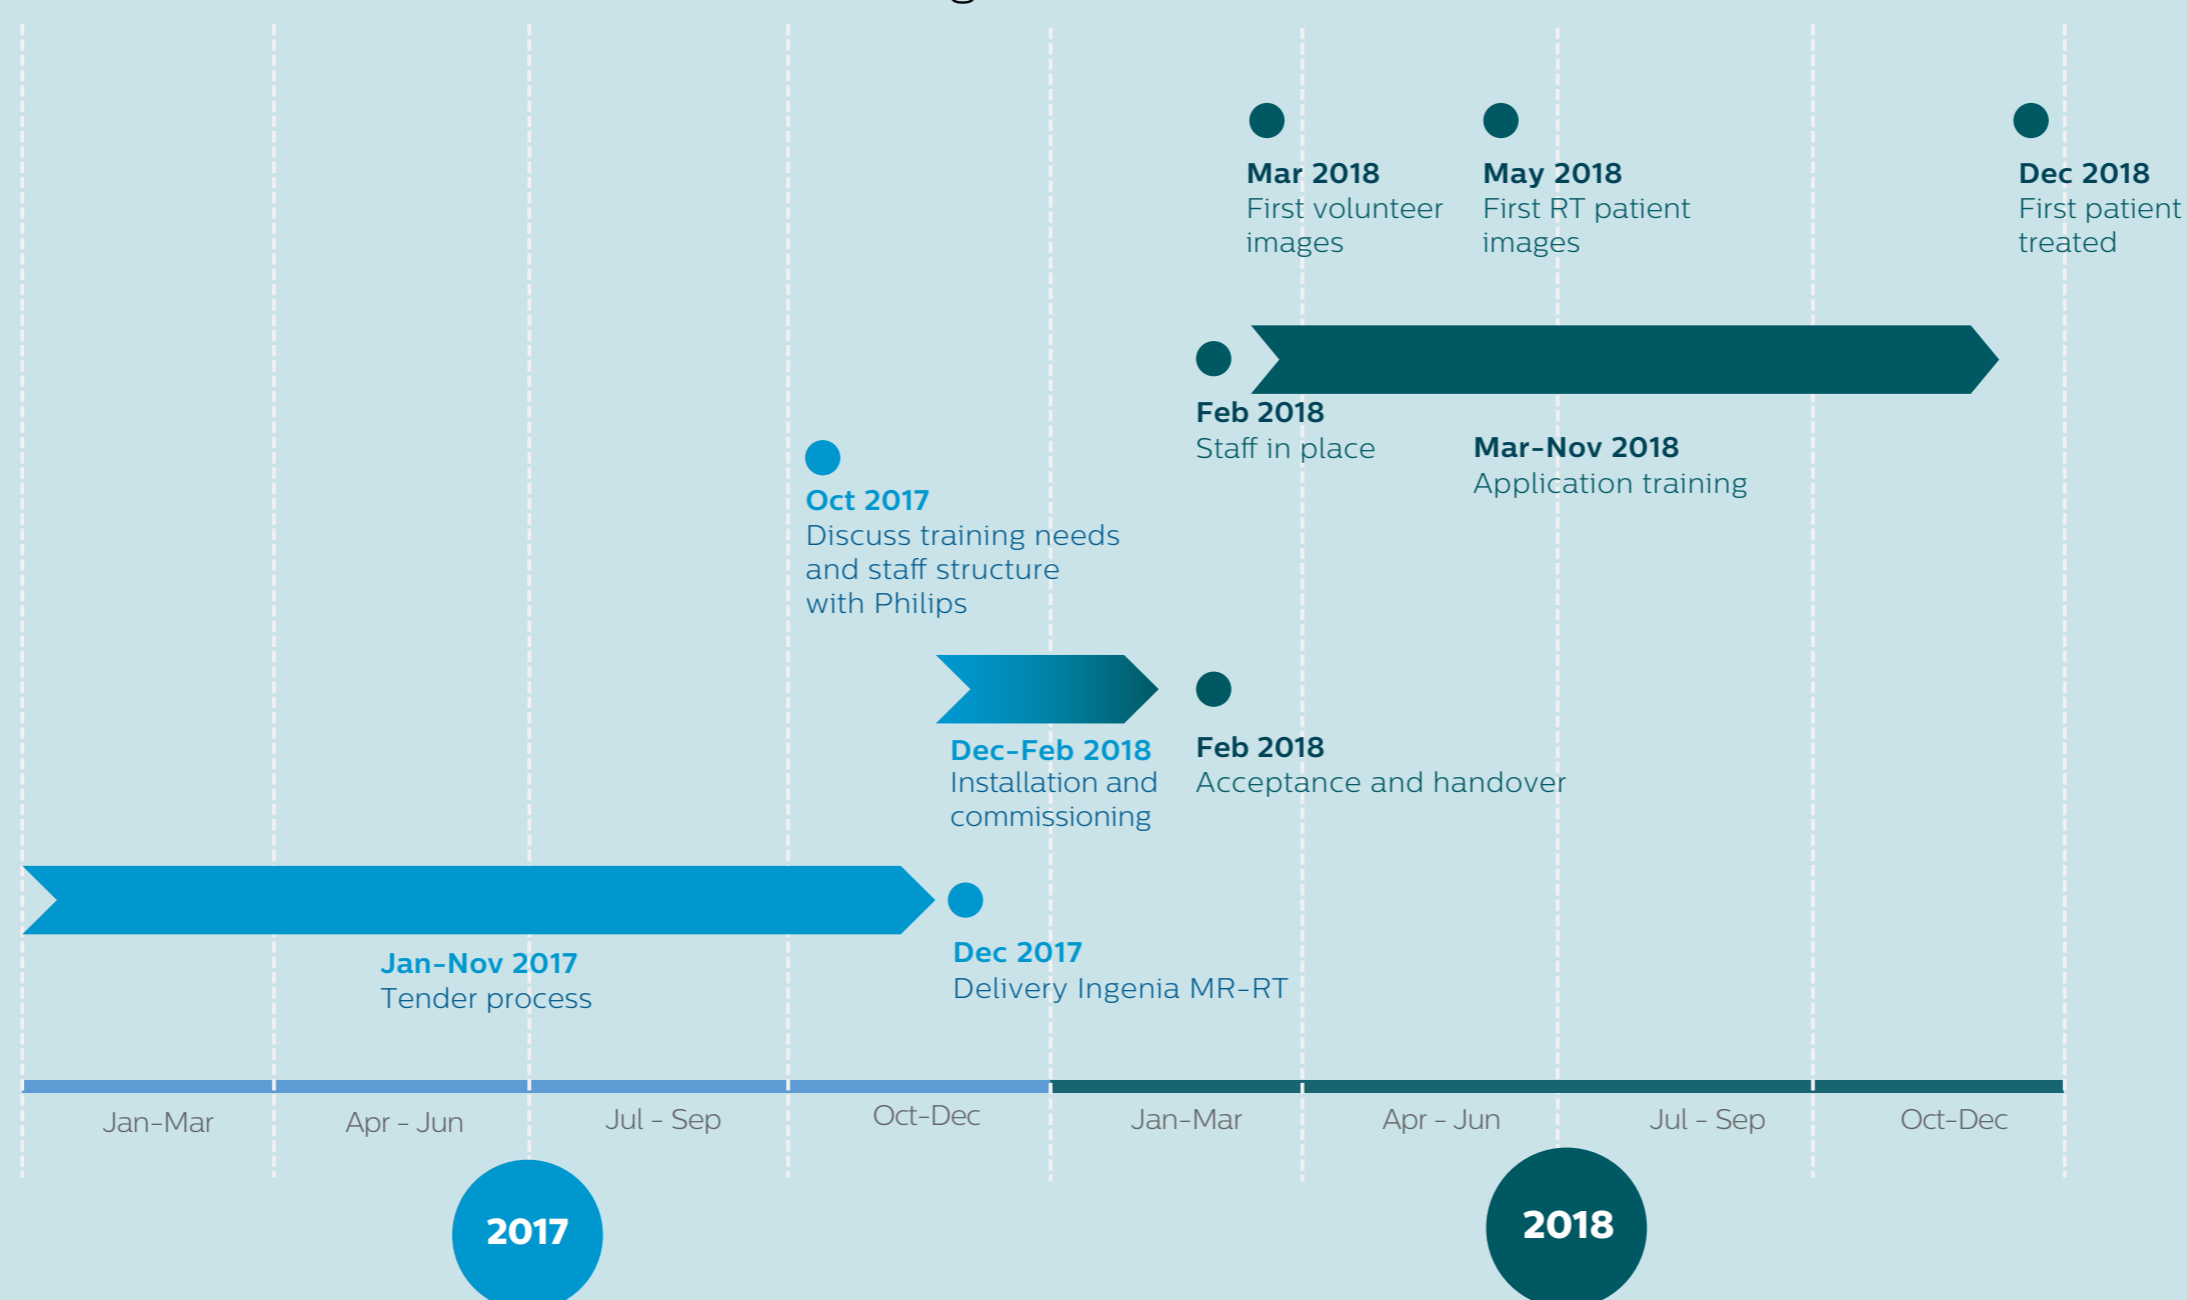 Mar 2018
First volunteer
images
May 2018
First RT patient
images
Dec 2018
First patient
treated
Feb 2018
Staff in place
Mar-Nov 2018
Application training
Oct 2017
Discuss training needs
and staff structure
with Philips
Dec-Feb 2018
Installation and
commissioning
Feb 2018
Acceptance and handover
Jan-Nov 2017
Tender process
Dec 2017
Delivery Ingenia MR-RT
Jan-Mar
Apr - Jun
Jul - Sep
Oct-Dec
Jan-Mar
Apr - Jun
Jul - Sep
Oct-Dec
2017
2018